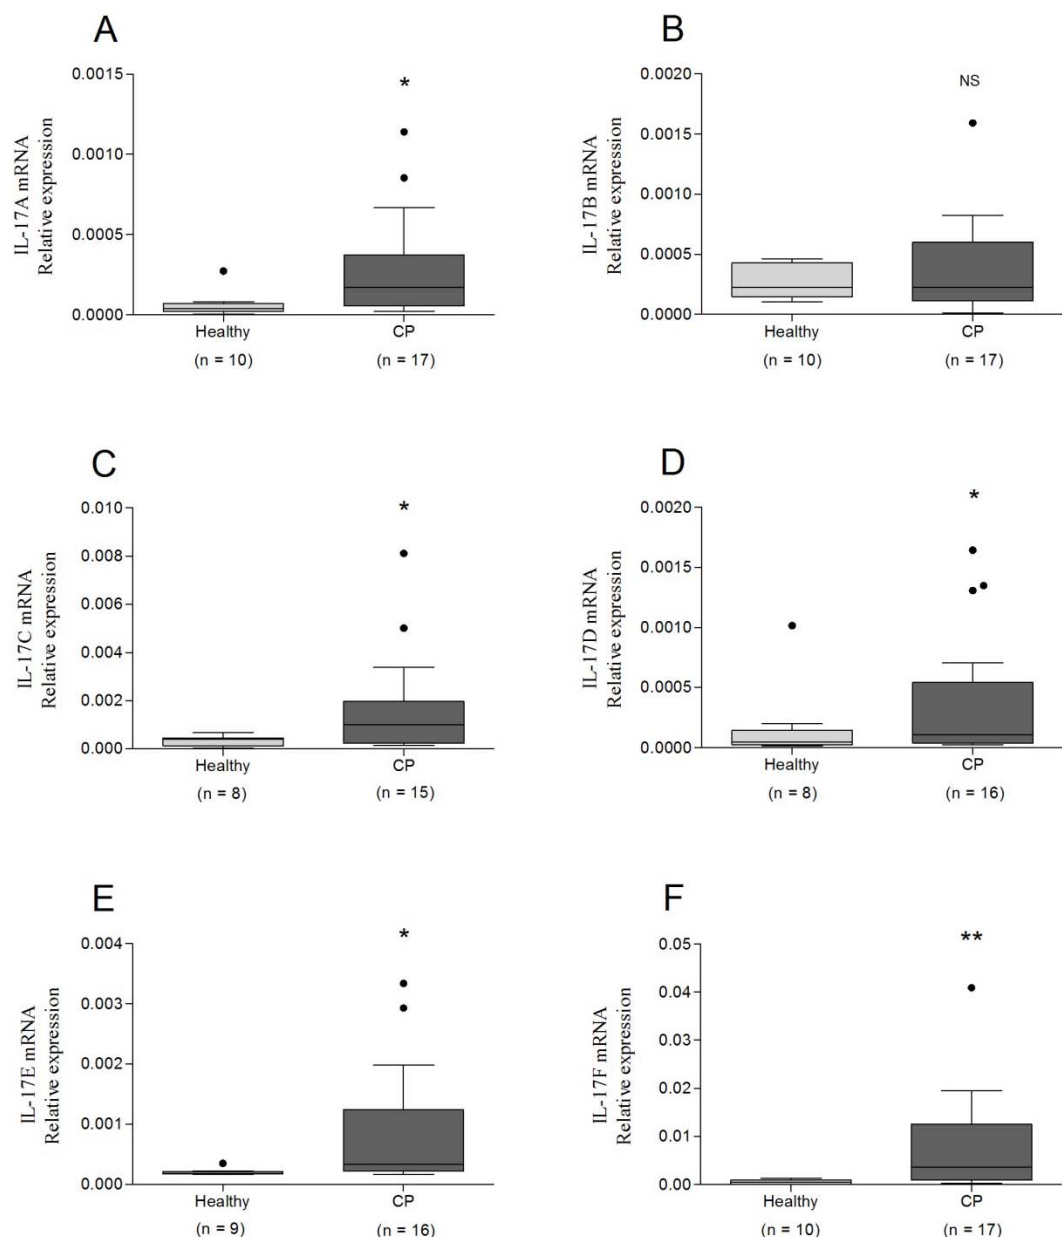 A
IL-17A mRNA
Relative expression
0.0015
0.0010
0.0005
0.0000
*
Healthy
CP
(n = 10)
(n = 17)
B
IL-17B mRNA
Relative expression
0.0020
0.0015
0.0010
0.0005
0.0000
NS
Healthy
CP
(n = 10)
(n = 17)
C
IL-17C mRNA
Relative expression
0.010
0.008
0.006
0.004
0.002
0.000
*
Healthy
CP
(n = 8)
(n = 15)
D
IL-17D mRNA
Relative expression
0.0020
0.0015
0.0010
0.0005
0.0000
*
Healthy
CP
(n = 8)
(n = 16)
E
IL-17E mRNA
Relative expression
0.004
0.003
0.002
0.001
0.000
*
Healthy
CP
(n = 9)
(n = 16)
F
IL-17F mRNA
Relative expression
0.05
0.04
0.03
0.02
0.01
0.00
**
Healthy
CP
(n = 10)
(n = 17)